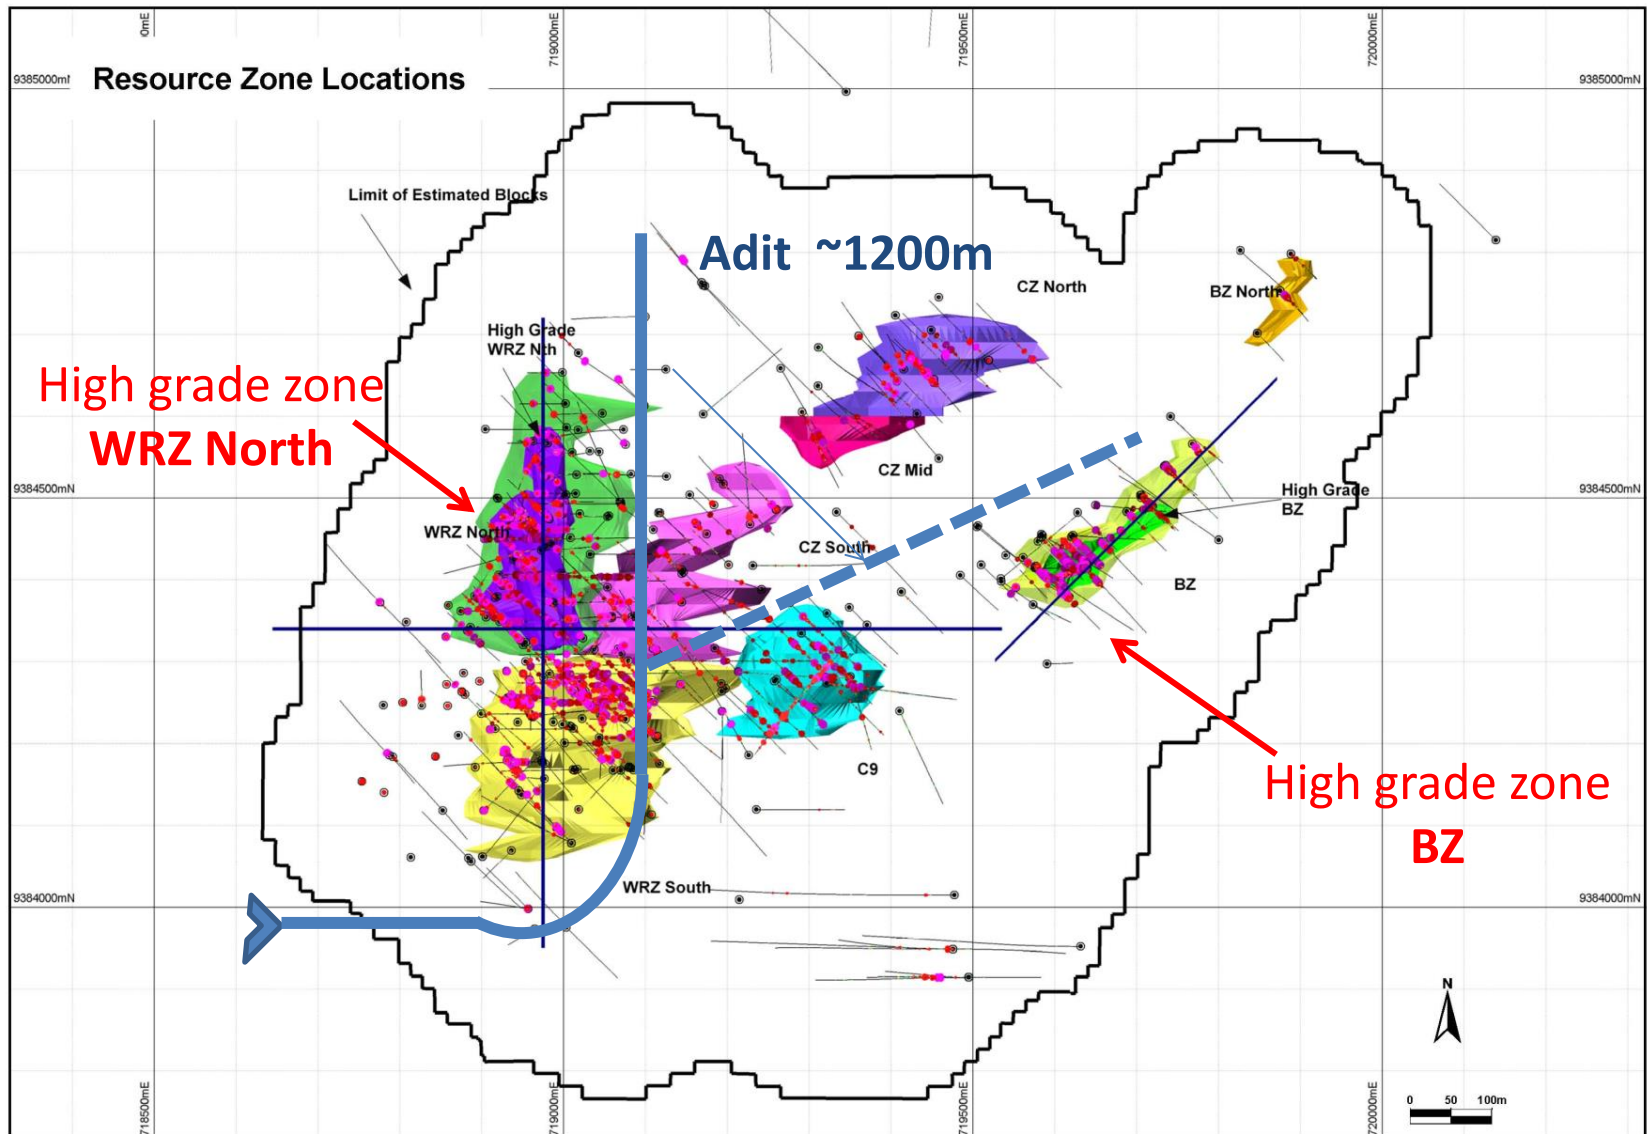 0mE
719000mE
719500mE
720000mE
9385000mN
Resource Zone Locations
9385000mN
Limit of Estimated Blocks
Adit ~1200m
CZ North
BZ North
High Grade
WRZ Nth
High grade zone
WRZ North
CZ Mid
9384500mN
9384500mN
High Grade
BZ
WRZ North
CZ South
BZ
C9
High grade zone
BZ
WRZ South
9384000mN
9384000mN
N
718500mE
719000mE
719500mE
720000mE
0 50 100m